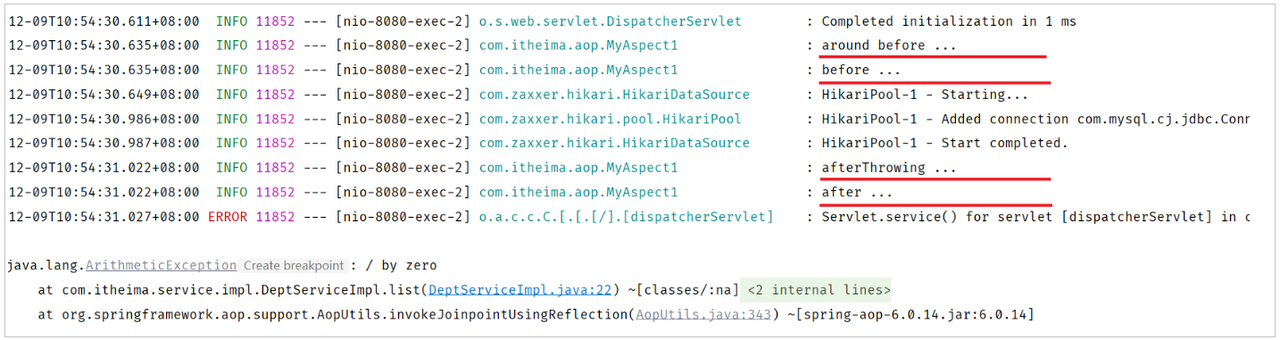 12-09T10:54:30.611+08:00  INFO 11852 --- [nio-8080-exec-2] o.s.web.servlet.DispatcherServlet        : Completed initialization in 1 ms
12-09T10:54:30.635+08:00  INFO 11852 --- [nio-8080-exec-2] com.itheima.aop.MyAspect1                : around before ...
12-09T10:54:30.635+08:00  INFO 11852 --- [nio-8080-exec-2] com.itheima.aop.MyAspect1                : before ...
12-09T10:54:30.649+08:00  INFO 11852 --- [nio-8080-exec-2] com.zaxxer.hikari.HikariDataSource       : HikariPool-1 - Starting...
12-09T10:54:30.986+08:00  INFO 11852 --- [nio-8080-exec-2] com.zaxxer.hikari.pool.HikariPool        : HikariPool-1 - Added connection com.mysql.cj.jdbc.Conn
12-09T10:54:30.987+08:00  INFO 11852 --- [nio-8080-exec-2] com.zaxxer.hikari.HikariDataSource       : HikariPool-1 - Start completed.
12-09T10:54:31.022+08:00  INFO 11852 --- [nio-8080-exec-2] com.itheima.aop.MyAspect1                : afterThrowing ...
12-09T10:54:31.022+08:00  INFO 11852 --- [nio-8080-exec-2] com.itheima.aop.MyAspect1                : after ...
12-09T10:54:31.027+08:00 ERROR 11852 --- [nio-8080-exec-2] o.a.c.c.C.[.[.[/].[dispatcherServlet]    : Servlet.service() for servlet [dispatcherServlet] in c
java.lang.ArithmeticException Create breakpoint : / by zero
at com.itheima.service.impl.DeptServiceImpl.list(DeptServiceImpl.java:22) ~[classes/:na] <2 internal lines>
at org.springframework.aop.support.AopUtils.invokeJoinpointUsingReflection(AopUtils.java:343) ~[spring-aop-6.0.14.jar:6.0.14]